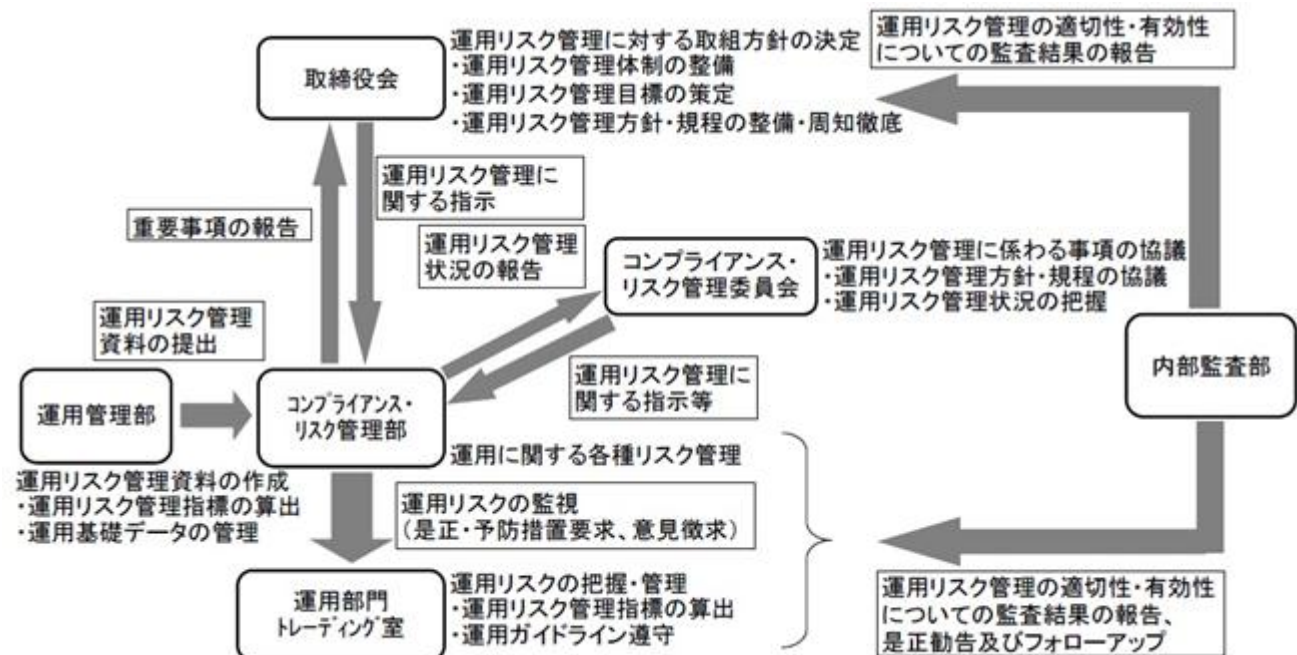 取締役会
運用リスク管理に対する取組方針の決定
・運用リスク管理体制の整備
・運用リスク管理目標の策定
・運用リスク管理方針・規程の整備・周知徹底
運用リスク管理の適切性・有効性
についての監査結果の報告
重要事項の報告
運用リスク管理に
関する指示
運用リスク管理
状況の報告
コンプライアンス・
リスク管理委員会
運用リスク管理に係わる事項の協議
・運用リスク管理方針・規程の協議
・運用リスク管理状況の把握
内部監査部
運用リスク管理
資料の提出
運用管理部
運用リスク管理資料の作成
・運用リスク管理指標の算出
・運用基礎データの管理
コンプライアンス・
リスク管理部
運用リスク管理に
関する指示等
運用に関する各種リスク管理
運用リスクの監視
(是正・予防措置要求、意見徴求)
運用部門
トレーディング室
運用リスクの把握・管理
・運用リスク管理指標の算出
・運用ガイドライン遵守
運用リスク管理の適切性・有効性
についての監査結果の報告、
是正勧告及びフォローアップ